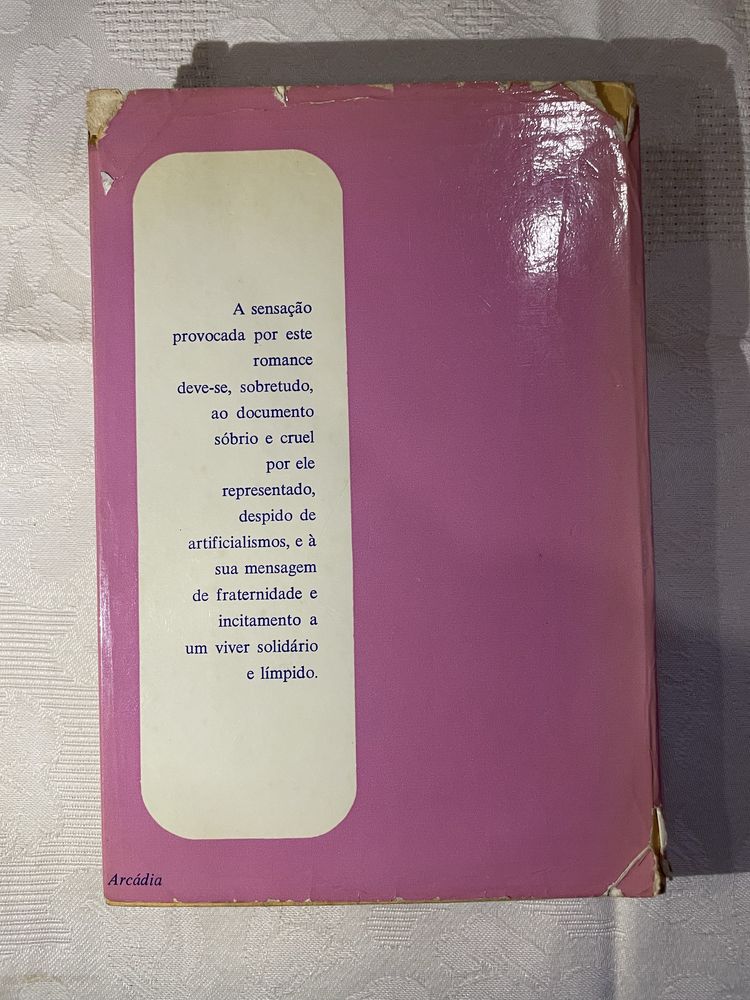 A sensação
provocada por este
romance
deve-se, sobretudo,
ao documento
sóbrio e cruel
por ele
representado,
despido de
artificialismos, e à
sua mensagem
de fraternidade e
incitamento a
um viver solidário
e límpido.
Arcádia